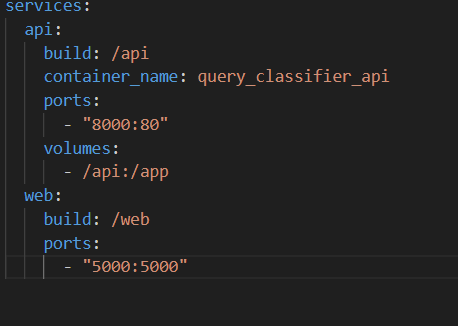 services:
  api:
    build: /api
    container_name: query_classifier_api
    ports:
      - "8000:80"
    volumes:
      - /api:/app
  web:
    build: /web
    ports:
      - "5000:5000"